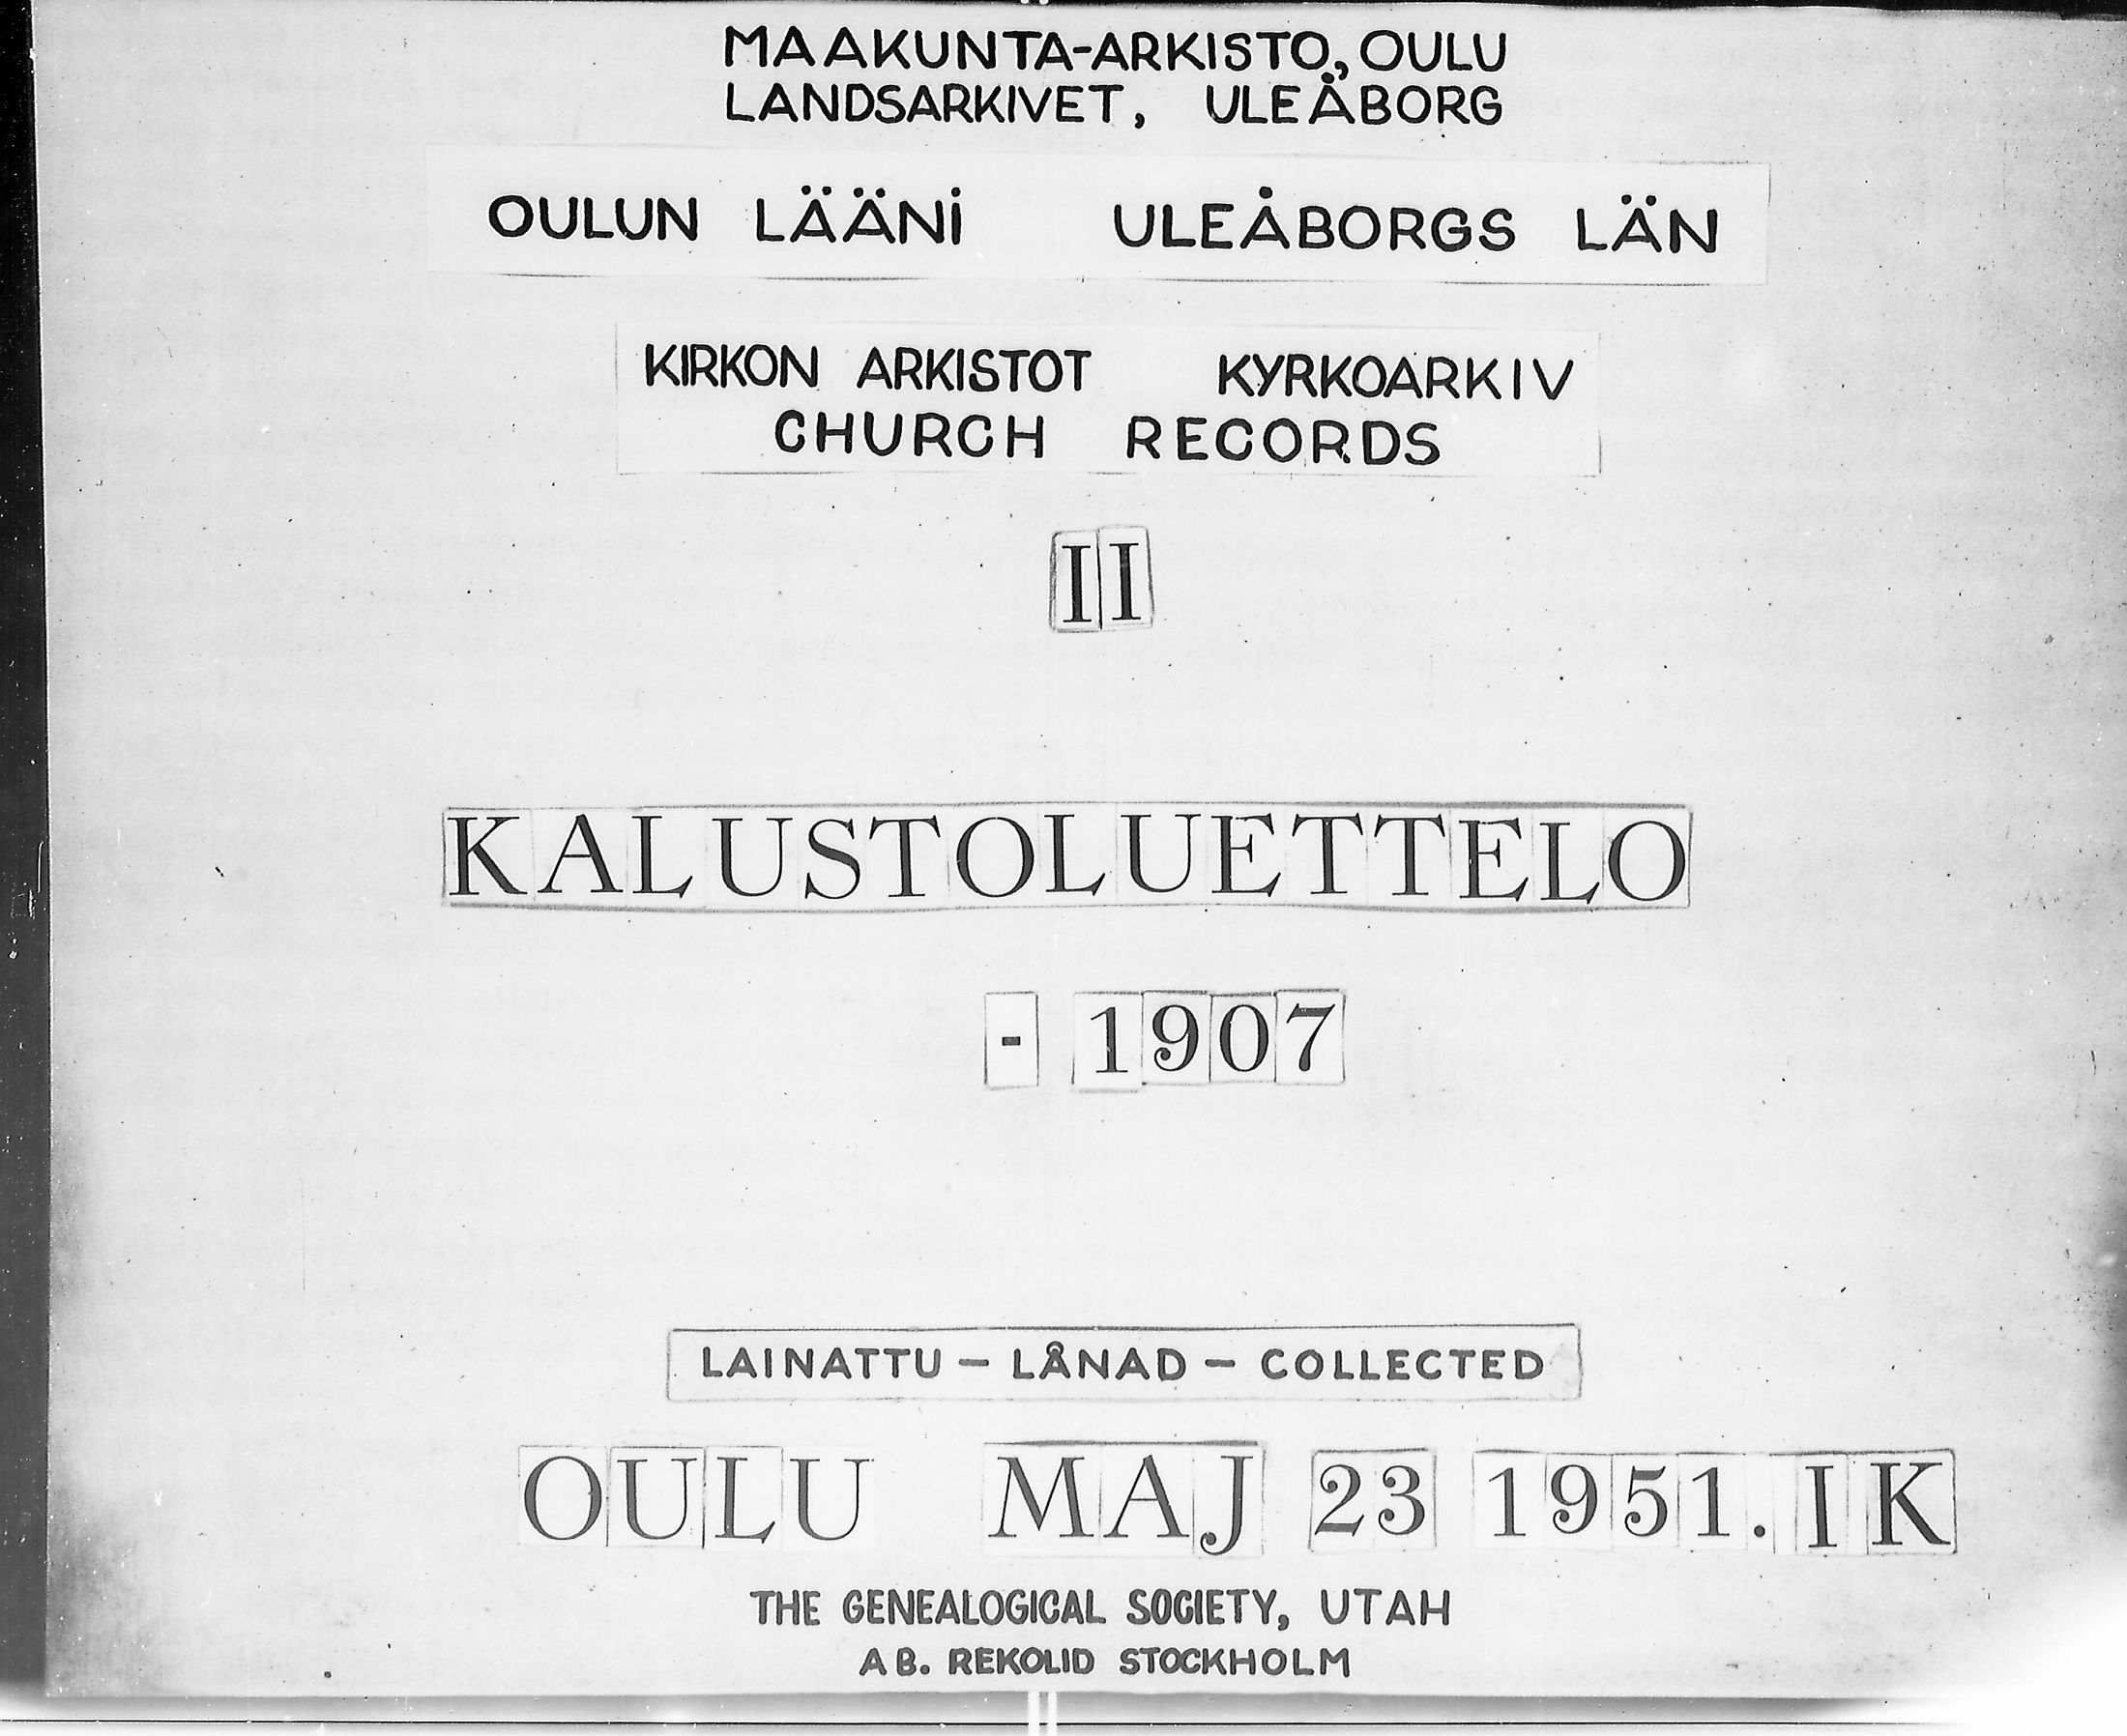 MAAKUNTA-ARKISTO, OULU
LANDSARKIVET, ULEÅBORG
OULUN LÄÄNI ULEÅBORGS LÄN
KIRKON ARKISTOT KYRKOARKIV
CHURCH RECORDS
II
KALUSTOLUETTELO
- 1907
LAINATTU - LÅNAD - COLLECTED
OULU MAJ 23 1951. IK
THE GENEALOGICAL SOCIETY, UTAH
AB. REKOLID STOCKHOLM